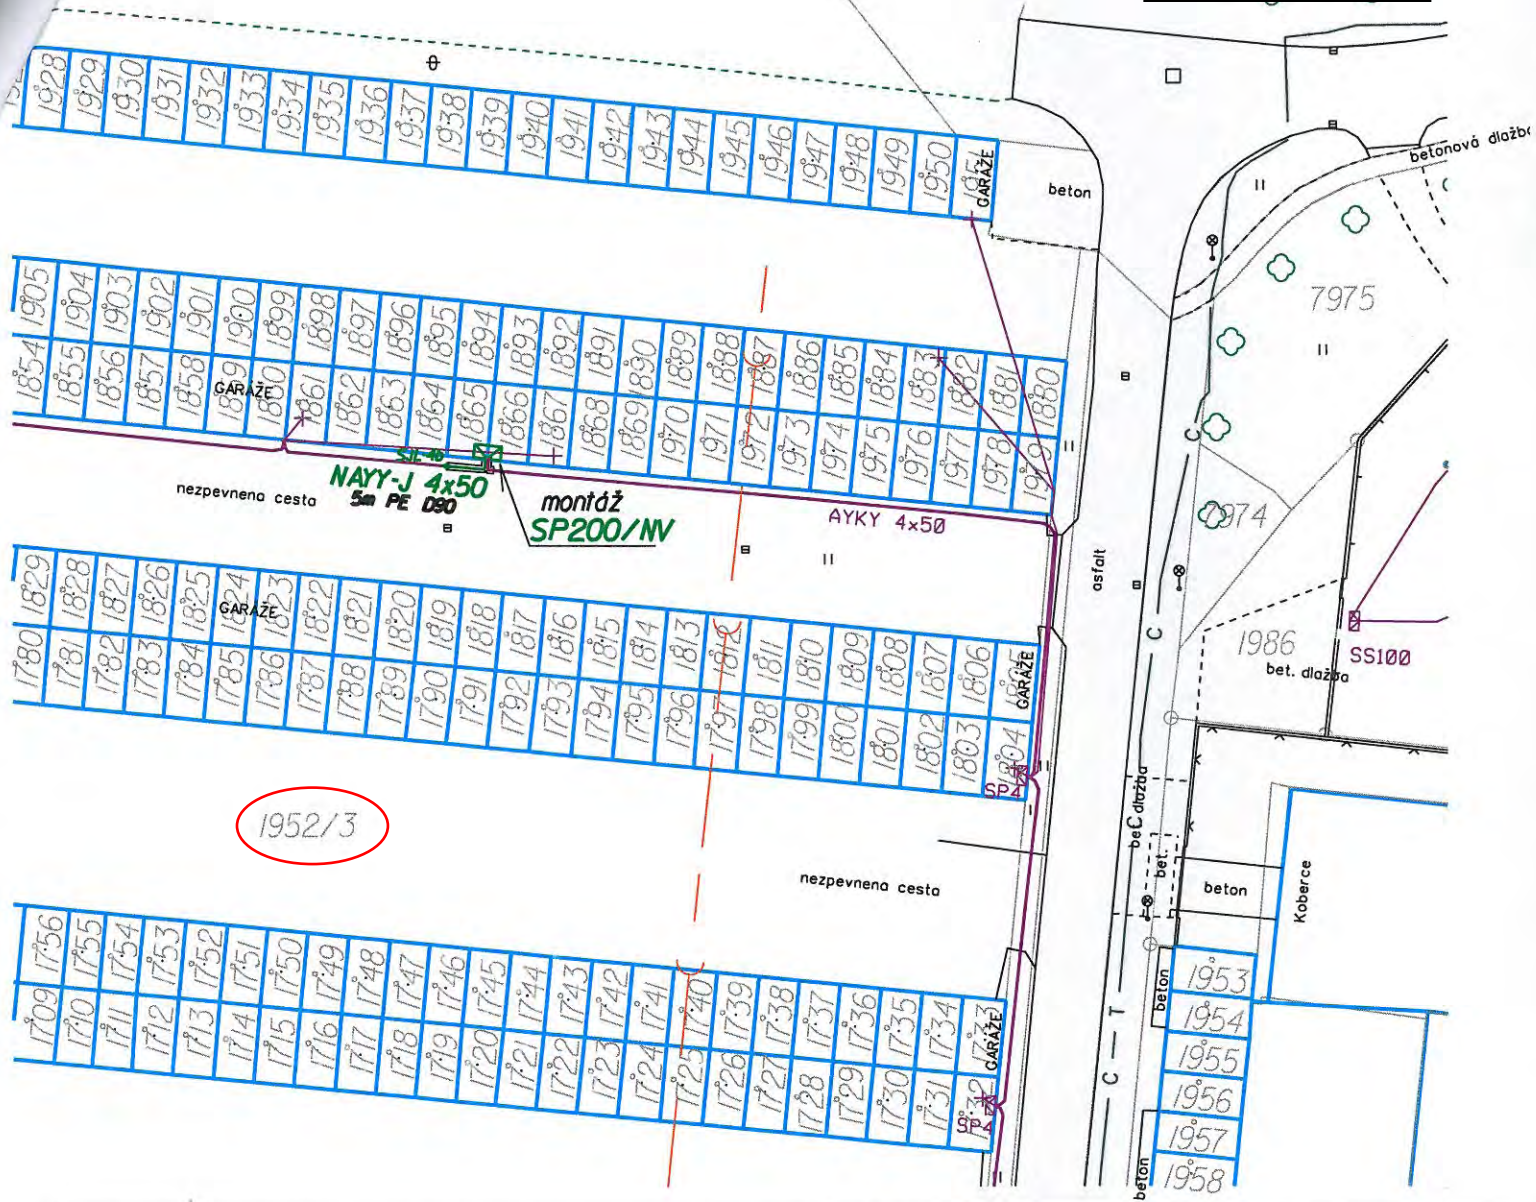 1928 1929 1930 1931 1932 1933 1934 1935 1936 1937 1938 1939 1940 1941 1942 1943 1944 1945 1946 1947 1948 1949 1950
GARÁŽE
beton
betonová dlažba
7975
1905 1904 1903 1902 1901 1900 1899 1898 1897 1896 1895 1894 1893 1892 1891 1890 1889 1888 1887 1886 1885 1884 1883 1882 1881 1880
1854 1855 1856 1857 1858 1859 1860 1861 1862 1863 1864 1865 1866 1867 1868 1869 1970 1971 1972 1973 1974 1975 1976 1977 1978 1979
GARÁŽE
NAYY-J 4x50
5m PE D90
nezpevnena cesta
montáž
SP200/NV
AYKY 4x50
asfalt
7974
C
C
1829 1828 1827 1826 1825 1824 1823 1822 1821 1820 1819 1818 1817 1816 1815 1814 1813 1812 1811 1810 1809 1808 1807 1806
GARÁŽE
GARÁŽE
1780 1781 1782 1783 1784 1785 1786 1787 1788 1789 1790 1791 1792 1793 1794 1795 1796 1797 1798 1799 1800 1801 1802 1803 1804
SP4
1986
bet. dlažba
SS100
1952/3
nezpevnena cesta
bet. dlažba
C
bet.
beton
Koberce
1756 1755 1754 1753 1752 1751 1750 1749 1748 1747 1746 1745 1744 1743 1742 1741 1740 1739 1738 1737 1736 1735 1734 1733
GARÁŽE
1709 1710 1711 1712 1713 1714 1715 1716 1717 1718 1719 1720 1721 1722 1723 1724 1725 1726 1727 1728 1729 1730 1731 1732
SP4
T
C
beton
1953
1954
1955
1956
1957
1958
beton